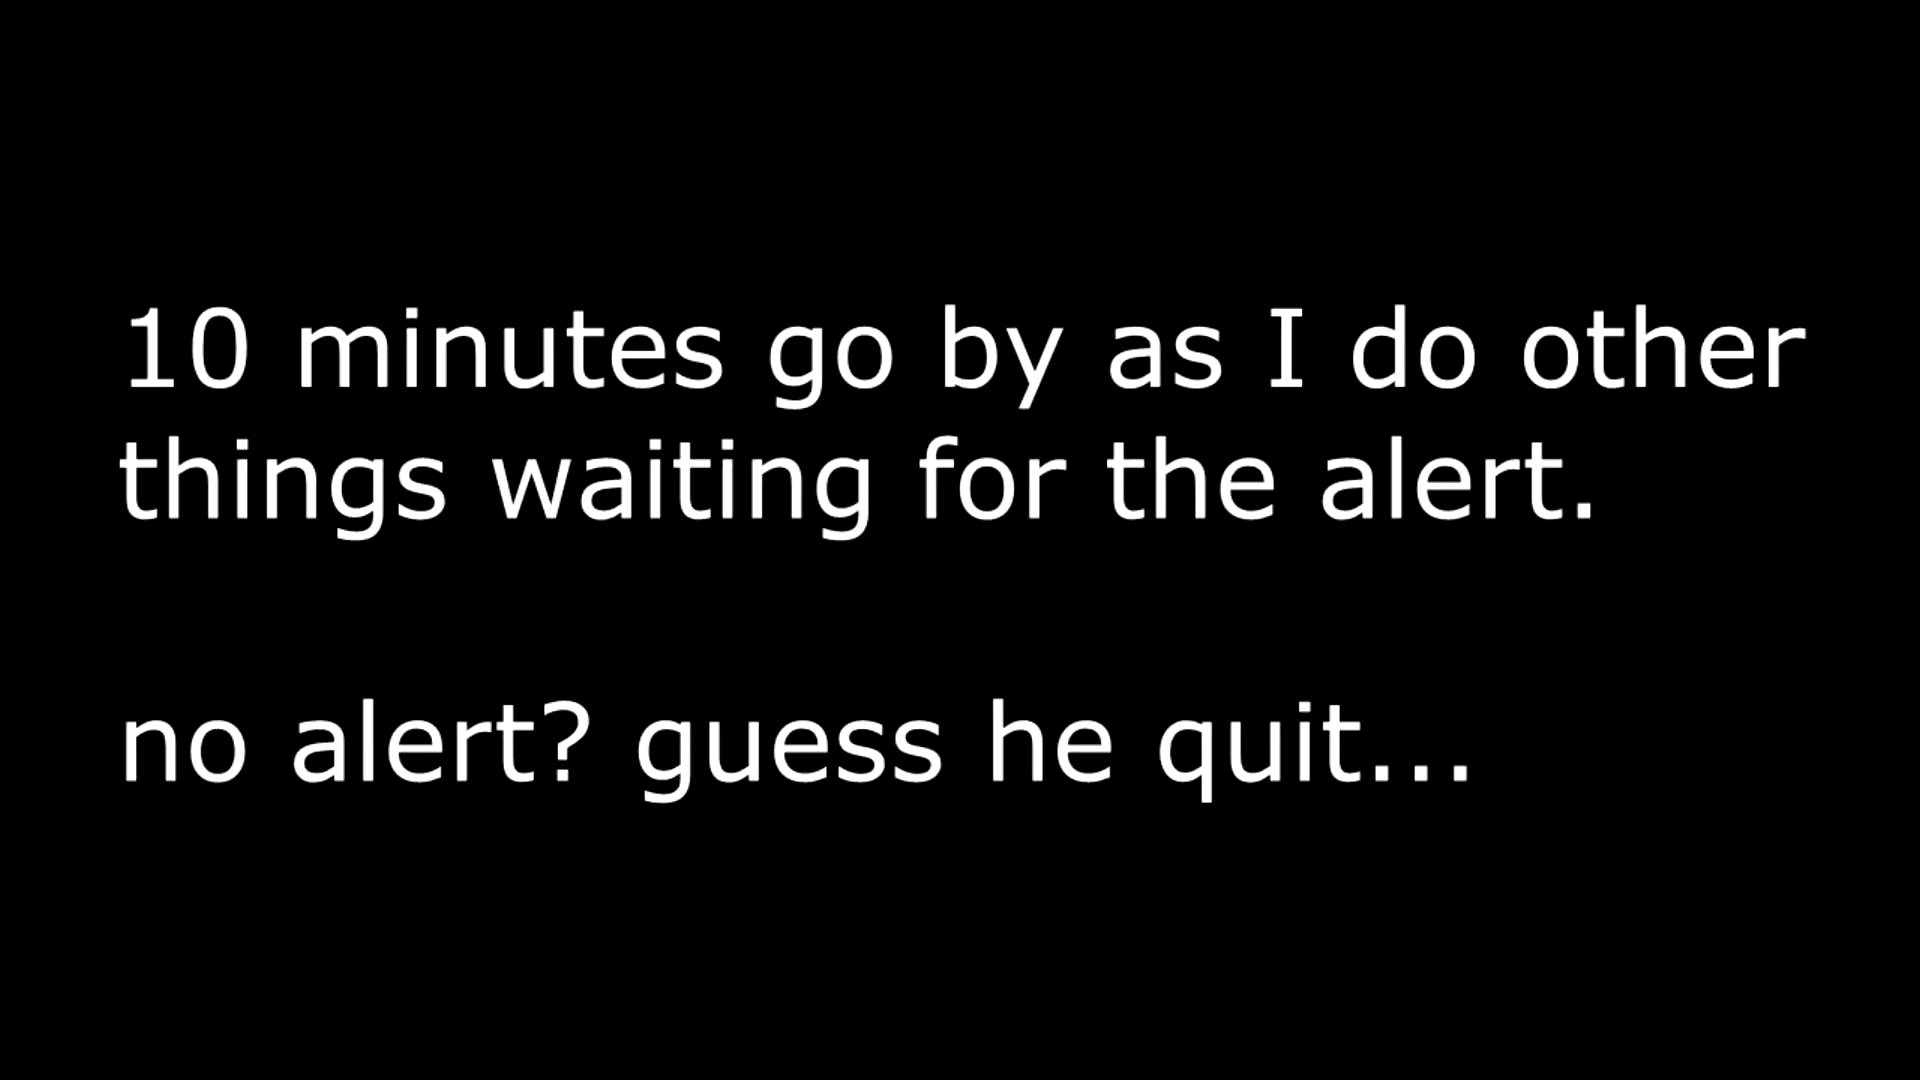 10 minutes go by as I do other
things waiting for the alert.
no alert? guess he quit...